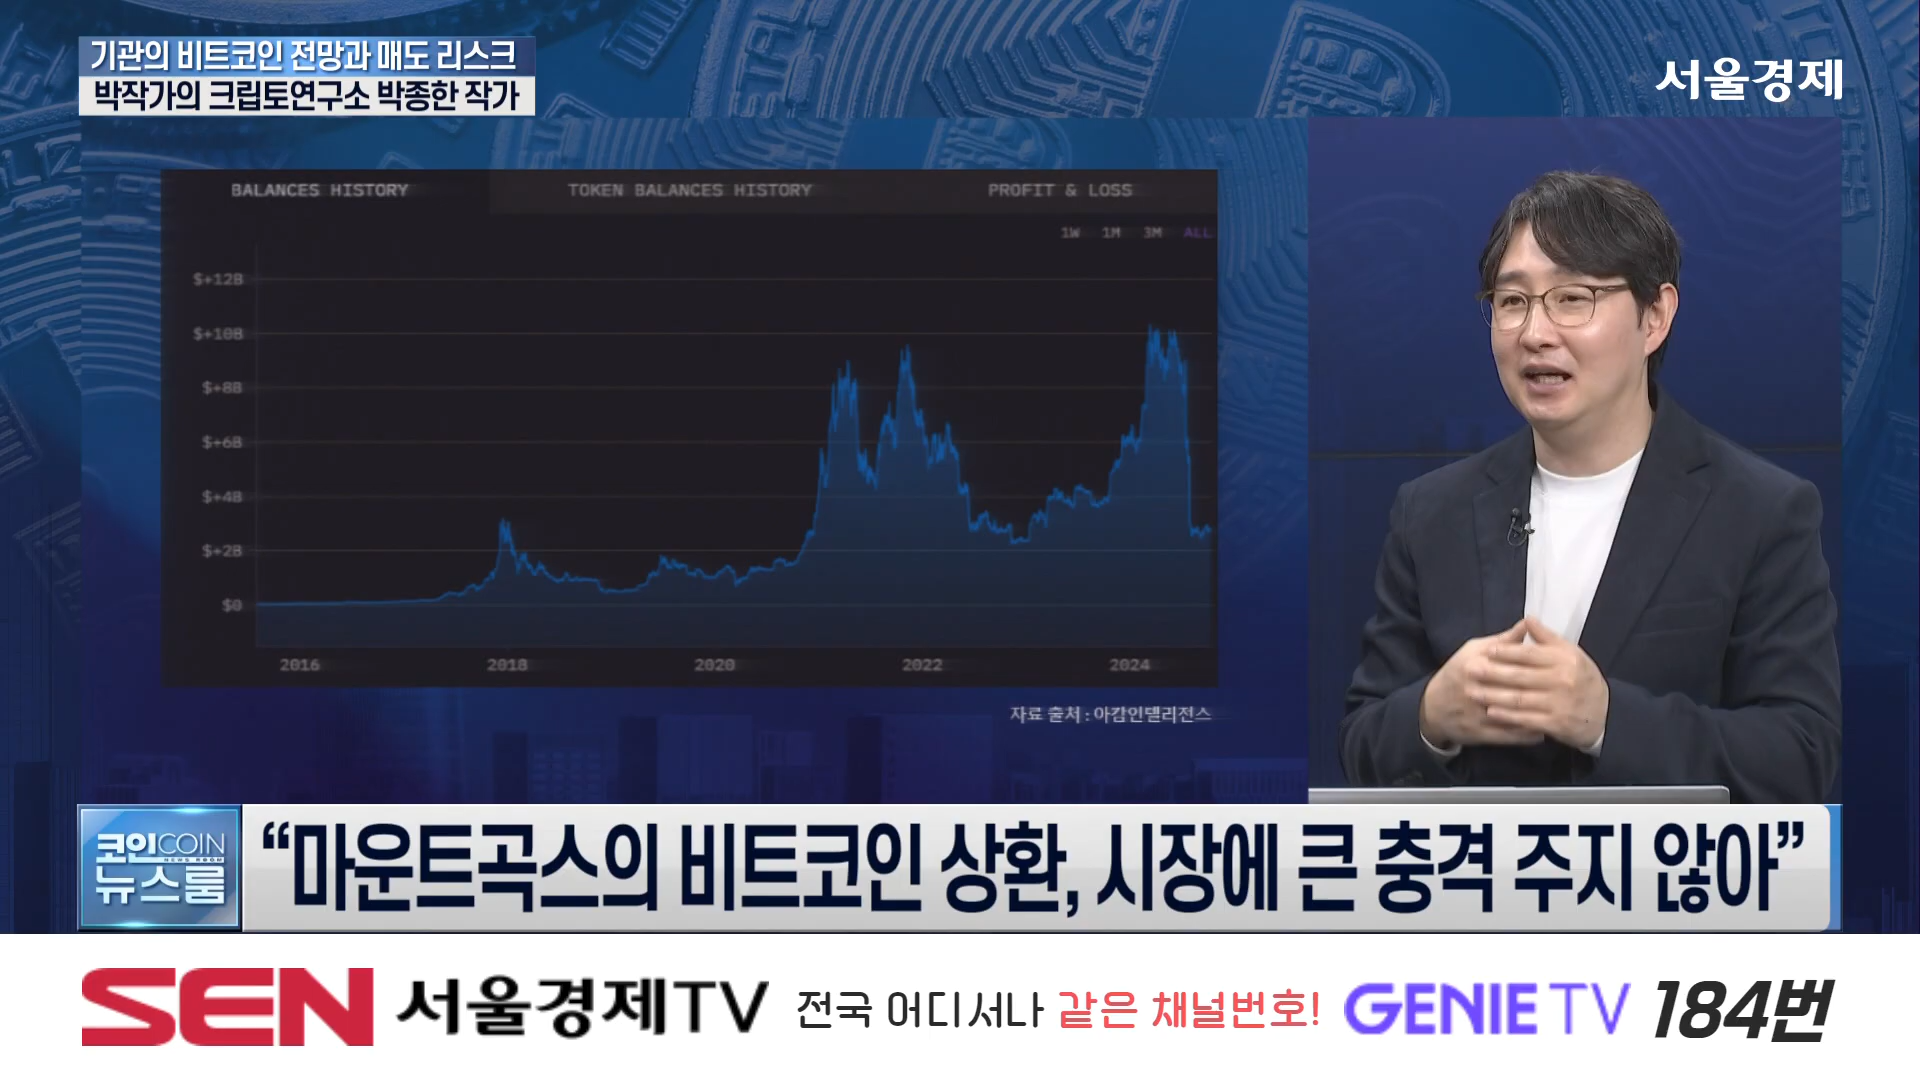 기관의 비트코인 전망과 매도 리스크
박작가의 크립토연구소 박종한 작가
서울경제
BALANCES HISTORY TOKEN BALANCES HISTORY PROFIT & LOSS
1W 1M 3M ALL
$+12B
$+10B
$+8B
$+6B
$+4B
$+2B
$0
2016 2018 2020 2022 2024
자료 출처 : 아캄인텔리전스
코인COIN
NEWS ROOM
뉴스룸
“마운트곡스의 비트코인 상환, 시장에 큰 충격 주지 않아”
SEN 서울경제TV 전국 어디서나 같은 채널번호! GENIE TV 184번